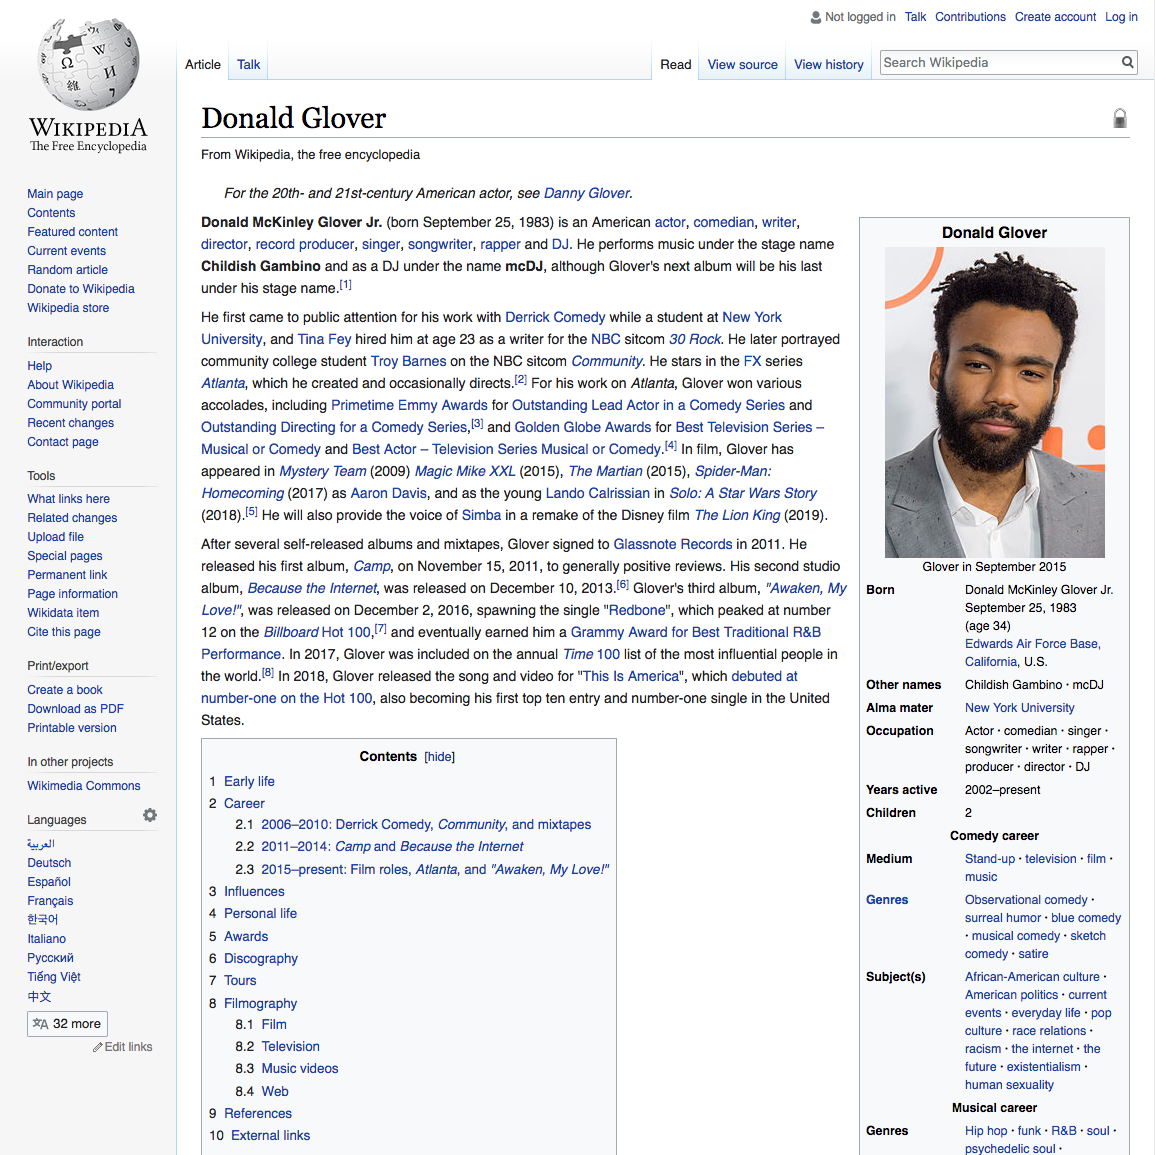 Not logged in Talk Contributions Create account Log in
Article Talk Read View source View history Search Wikipedia
WIKIPEDIA
The Free Encyclopedia
Main page
Contents
Featured content
Current events
Random article
Donate to Wikipedia
Wikipedia store
Interaction
Help
About Wikipedia
Community portal
Recent changes
Contact page
Tools
What links here
Related changes
Upload file
Special pages
Permanent link
Page information
Wikidata item
Cite this page
Print/export
Create a book
Download as PDF
Printable version
In other projects
Wikimedia Commons
Languages
العربية
Deutsch
Español
Français
한국어
Italiano
Русский
Tiếng Việt
中文
32 more
Edit links
Donald Glover
From Wikipedia, the free encyclopedia
For the 20th- and 21st-century American actor, see Danny Glover.
Donald McKinley Glover Jr. (born September 25, 1983) is an American actor, comedian, writer,
director, record producer, singer, songwriter, rapper and DJ. He performs music under the stage name
Childish Gambino and as a DJ under the name mcDJ, although Glover's next album will be his last
under his stage name.[1]
He first came to public attention for his work with Derrick Comedy while a student at New York
University, and Tina Fey hired him at age 23 as a writer for the NBC sitcom 30 Rock. He later portrayed
community college student Troy Barnes on the NBC sitcom Community. He stars in the FX series
Atlanta, which he created and occasionally directs.[2] For his work on Atlanta, Glover won various
accolades, including Primetime Emmy Awards for Outstanding Lead Actor in a Comedy Series and
Outstanding Directing for a Comedy Series,[3] and Golden Globe Awards for Best Television Series –
Musical or Comedy and Best Actor – Television Series Musical or Comedy.[4] In film, Glover has
appeared in Mystery Team (2009) Magic Mike XXL (2015), The Martian (2015), Spider-Man:
Homecoming (2017) as Aaron Davis, and as the young Lando Calrissian in Solo: A Star Wars Story
(2018).[5] He will also provide the voice of Simba in a remake of the Disney film The Lion King (2019).
After several self-released albums and mixtapes, Glover signed to Glassnote Records in 2011. He
released his first album, Camp, on November 15, 2011, to generally positive reviews. His second studio
album, Because the Internet, was released on December 10, 2013.[6] Glover's third album, "Awaken, My
Love!", was released on December 2, 2016, spawning the single "Redbone", which peaked at number
12 on the Billboard Hot 100,[7] and eventually earned him a Grammy Award for Best Traditional R&B
Performance. In 2017, Glover was included on the annual Time 100 list of the most influential people in
the world.[8] In 2018, Glover released the song and video for "This Is America", which debuted at
number-one on the Hot 100, also becoming his first top ten entry and number-one single in the United
States.
Contents [hide]
1 Early life
2 Career
2.1 2006–2010: Derrick Comedy, Community, and mixtapes
2.2 2011–2014: Camp and Because the Internet
2.3 2015–present: Film roles, Atlanta, and "Awaken, My Love!"
3 Influences
4 Personal life
5 Awards
6 Discography
7 Tours
8 Filmography
8.1 Film
8.2 Television
8.3 Music videos
8.4 Web
9 References
10 External links
Donald Glover
Glover in September 2015
Born Donald McKinley Glover Jr.
September 25, 1983
(age 34)
Edwards Air Force Base,
California, U.S.
Other names Childish Gambino · mcDJ
Alma mater New York University
Occupation Actor · comedian · singer ·
songwriter · writer · rapper ·
producer · director · DJ
Years active 2002–present
Children 2
Comedy career
Medium Stand-up · television · film ·
music
Genres Observational comedy ·
surreal humor · blue comedy
· musical comedy · sketch
comedy · satire
Subject(s) African-American culture ·
American politics · current
events · everyday life · pop
culture · race relations ·
racism · the internet · the
future · existentialism ·
human sexuality
Musical career
Genres Hip hop · funk · R&B · soul ·
psychedelic soul ·